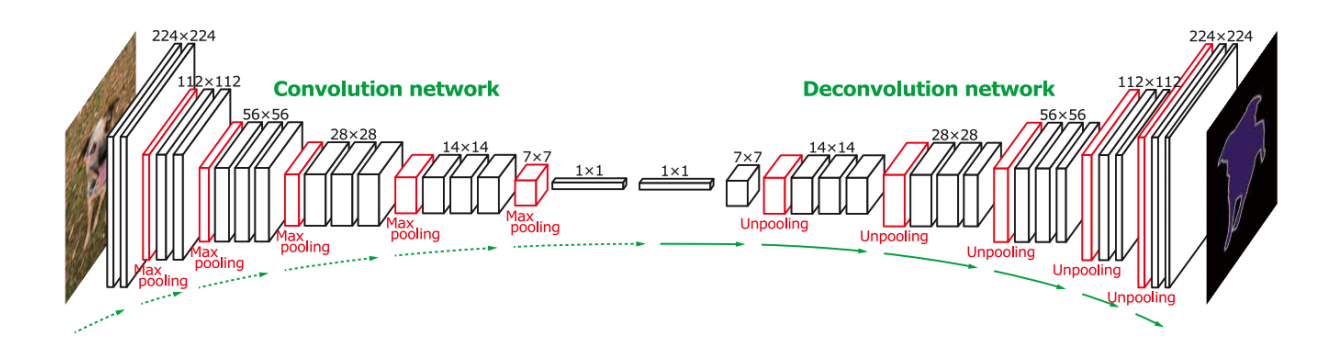 224×224
112×112
56×56
28×28
14×14
7×7
1×1
Convolution network
Max
pooling
Max
pooling
Max
pooling
Max
pooling
Max
pooling
1×1
7×7
14×14
28×28
56×56
112×112
224×224
Deconvolution network
Unpooling
Unpooling
Unpooling
Unpooling
Unpooling